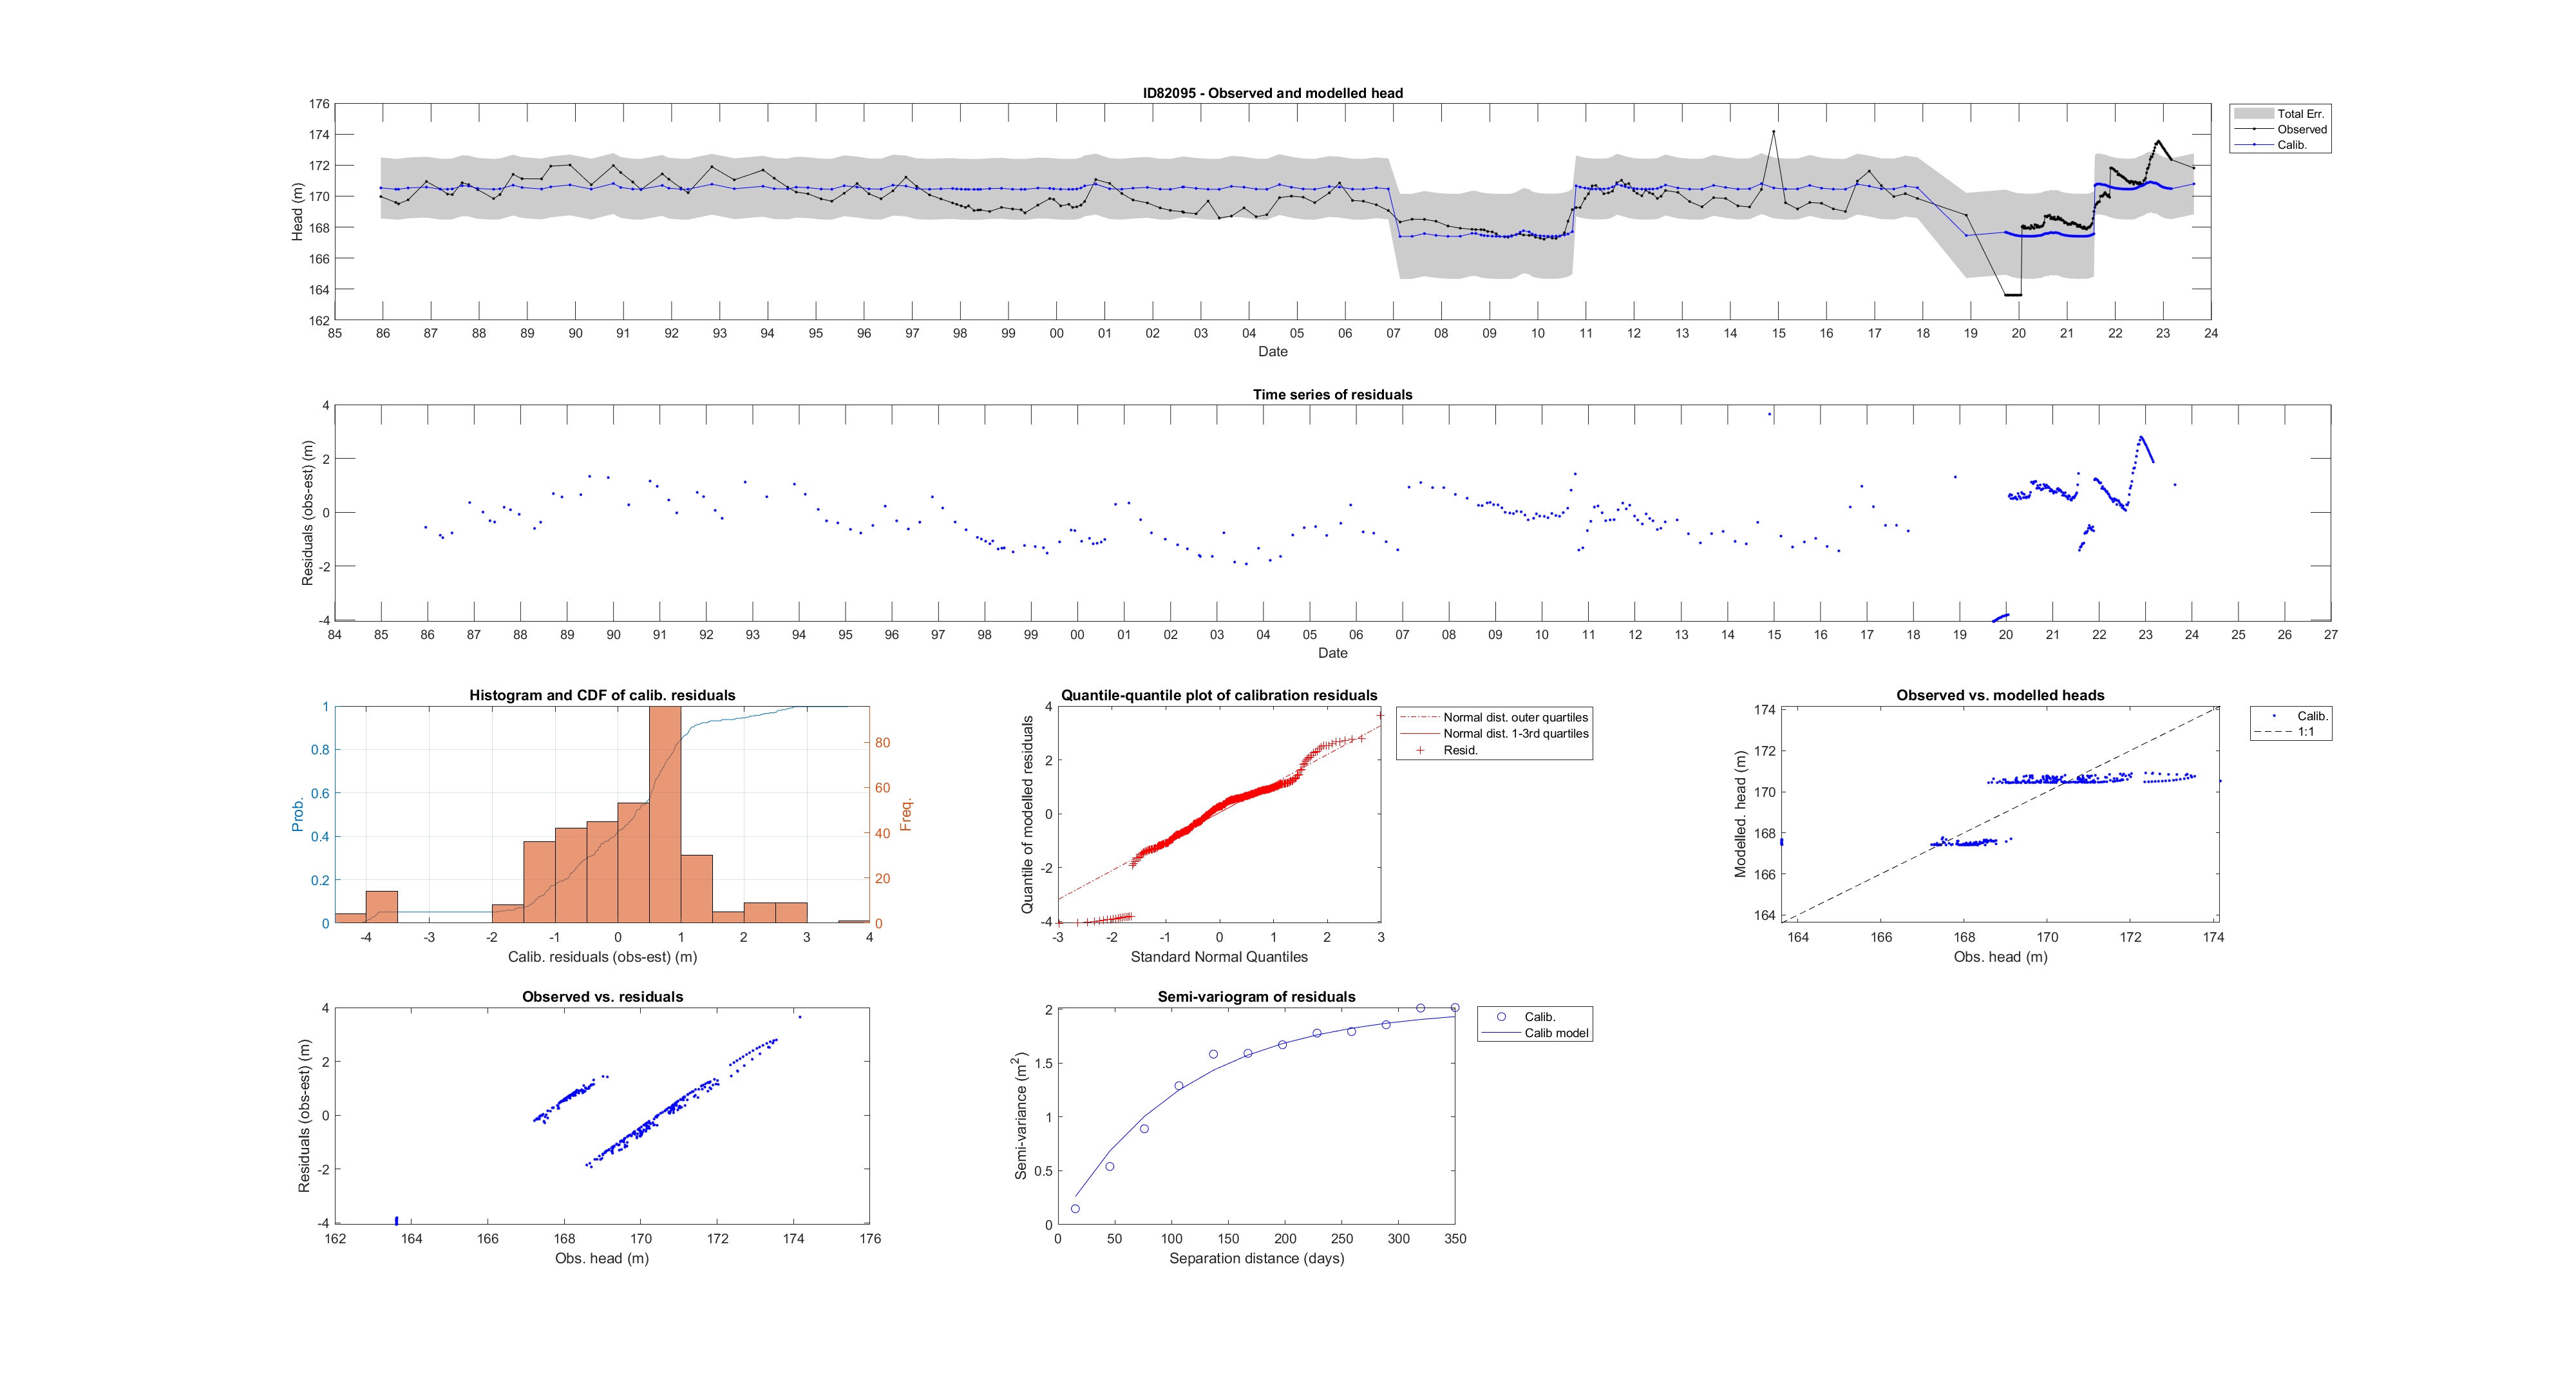 ID82095 - Observed and modelled head
176
174
172
170
168
166
164
162
Head (m)
85 86 87 88 89 90 91 92 93 94 95 96 97 98 99 00 01 02 03 04 05 06 07 08 09 10 11 12 13 14 15 16 17 18 19 20 21 22 23 24
Date
Total Err.
Observed
Calib.
Time series of residuals
4
2
0
-2
-4
Residuals (obs-est) (m)
84 85 86 87 88 89 90 91 92 93 94 95 96 97 98 99 00 01 02 03 04 05 06 07 08 09 10 11 12 13 14 15 16 17 18 19 20 21 22 23 24 25 26 27
Date
Histogram and CDF of calib. residuals
1
0.8
0.6
0.4
0.2
0
Prob.
80
60
40
20
0
Freq.
-4 -3 -2 -1 0 1 2 3 4
Calib. residuals (obs-est) (m)
Quantile-quantile plot of calibration residuals
4
2
0
-2
-4
Quantile of modelled residuals
-3 -2 -1 0 1 2 3
Standard Normal Quantiles
Normal dist. outer quartiles
Normal dist. 1-3rd quartiles
Resid.
Observed vs. modelled heads
174
172
170
168
166
164
Modelled. head (m)
164 166 168 170 172 174
Obs. head (m)
Calib.
1:1
Observed vs. residuals
4
2
0
-2
-4
Residuals (obs-est) (m)
162 164 166 168 170 172 174 176
Obs. head (m)
Semi-variogram of residuals
2
1.5
1
0.5
0
Semi-variance (m²)
0 50 100 150 200 250 300 350
Separation distance (days)
Calib.
Calib model